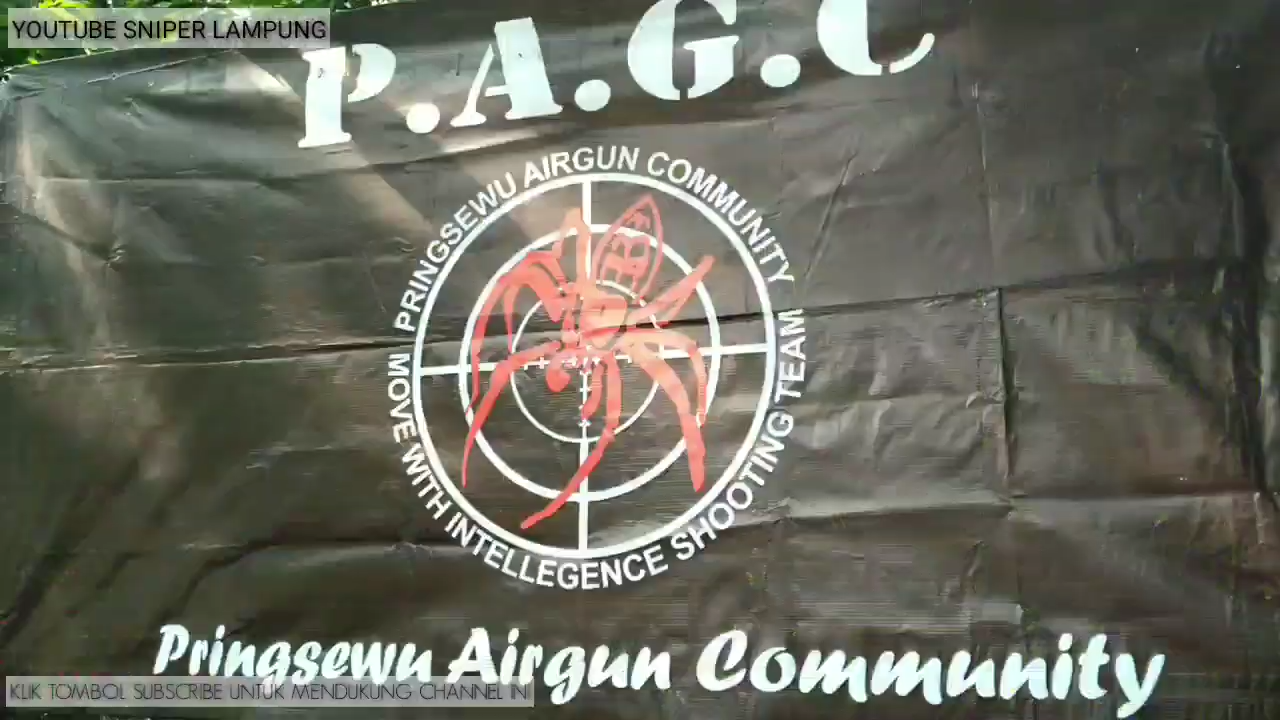 YOUTUBE SNIPER LAMPUNG
P.A.G.C
PRINGSEWU AIRGUN COMMUNITY
MOVE WITH INTELLEGENCE SHOOTING TEAM
Pringsewu Airgun Community
KLIK TOMBOL SUBSCRIBE UNTUK MENDUKUNG CHANNEL INI